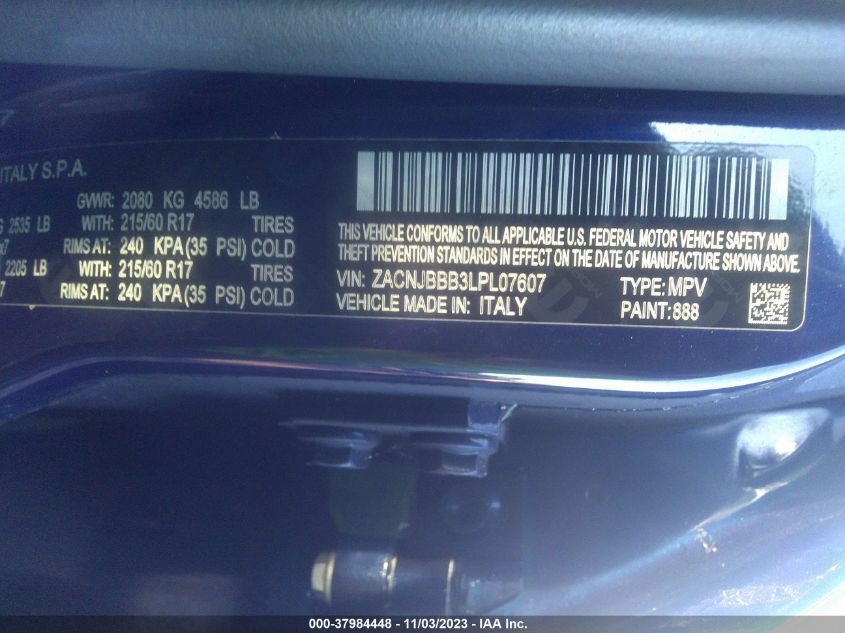 ITALY S.P.A.
GVWR: 2080 KG 4586 LB
2535 LB WITH: 215/60 R17 TIRES
RIMS AT: 240 KPA(35 PSI) COLD
2205 LB WITH: 215/60 R17 TIRES
RIMS AT: 240 KPA(35 PSI) COLD
THIS VEHICLE CONFORMS TO ALL APPLICABLE U.S. FEDERAL MOTOR VEHICLE SAFETY AND
THEFT PREVENTION STANDARDS IN EFFECT ON THE DATE OF MANUFACTURE SHOWN ABOVE.
VIN: ZACNJBBB3LPL07607 TYPE: MPV
VEHICLE MADE IN: ITALY PAINT: 888
000-37984448 - 11/03/2023 - IAA Inc.